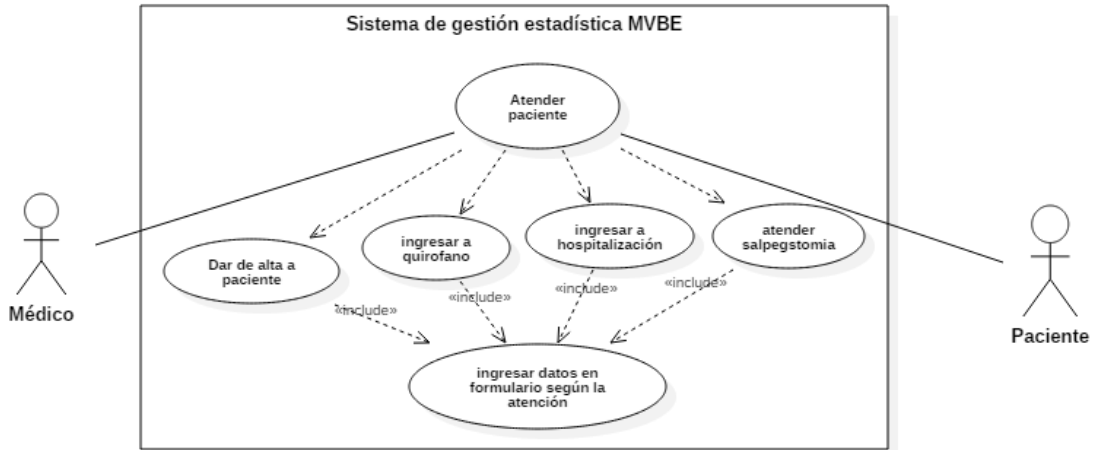 Sistema de gestión estadística MVBE
Atender
paciente
Dar de alta a
paciente
ingresar a
quirofano
ingresar a
hospitalización
atender
salpegstomia
«include»
«include»
«include»
«include»
ingresar datos en
formulario según la
atención
Médico
Paciente